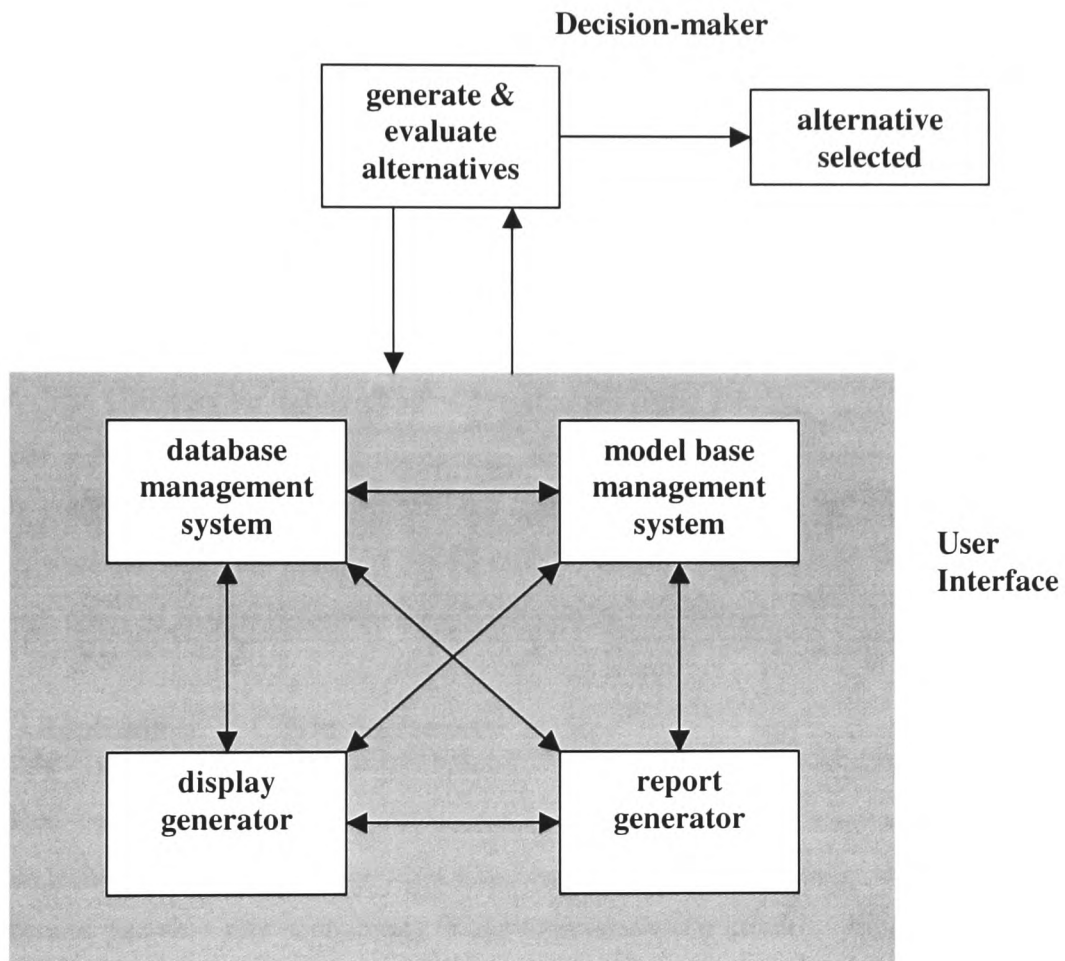 Decision-maker
generate &
evaluate
alternatives
alternative
selected
database
management
system
model base
management
system
User
Interface
display
generator
report
generator